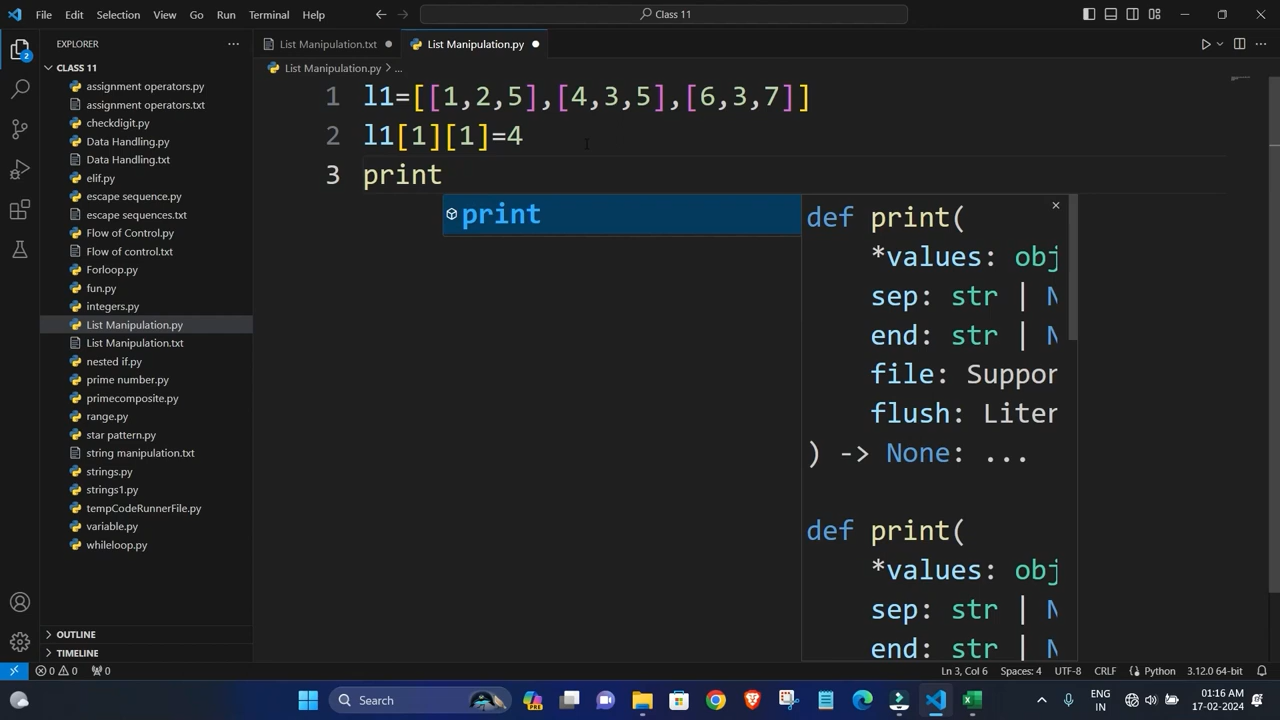 File Edit Selection View Go Run Terminal Help
Class 11
EXPLORER
List Manipulation.txt
List Manipulation.py
CLASS 11
List Manipulation.py > ...
assignment operators.py
assignment operators.txt
checkdigit.py
Data Handling.py
Data Handling.txt
elif.py
escape sequence.py
escape sequences.txt
Flow of Control.py
Flow of control.txt
Forloop.py
fun.py
integers.py
List Manipulation.py
List Manipulation.txt
nested if.py
prime number.py
primecomposite.py
range.py
star pattern.py
string manipulation.txt
strings.py
strings1.py
tempCodeRunnerFile.py
variable.py
whileloop.py
OUTLINE
TIMELINE
2
1 l1=[[1,2,5],[4,3,5],[6,3,7]]
2 l1[1][1]=4
3 print
print
def print(
*values: obj
sep: str | N
end: str | N
file: Suppor
flush: Liter
) -> None: ...
def print(
*values: obj
sep: str | N
end: str | N
0 0 0
Ln 3, Col 6 Spaces: 4 UTF-8 CRLF Python 3.12.0 64-bit
Search
PRE
ENG
IN
01:16 AM
17-02-2024